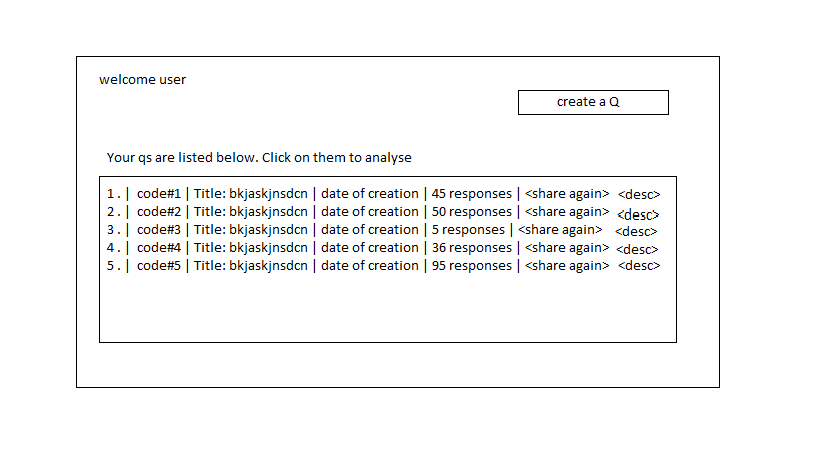 welcome user
create a Q
Your qs are listed below. Click on them to analyse
1. | code#1 | Title: bkjaskjnsdcn | date of creation | 45 responses | <share again> <desc>
2. | code#2 | Title: bkjaskjnsdcn | date of creation | 50 responses | <share again> <desc>
3. | code#3 | Title: bkjaskjnsdcn | date of creation | 5 responses | <share again> <desc>
4. | code#4 | Title: bkjaskjnsdcn | date of creation | 36 responses | <share again> <desc>
5. | code#5 | Title: bkjaskjnsdcn | date of creation | 95 responses | <share again> <desc>